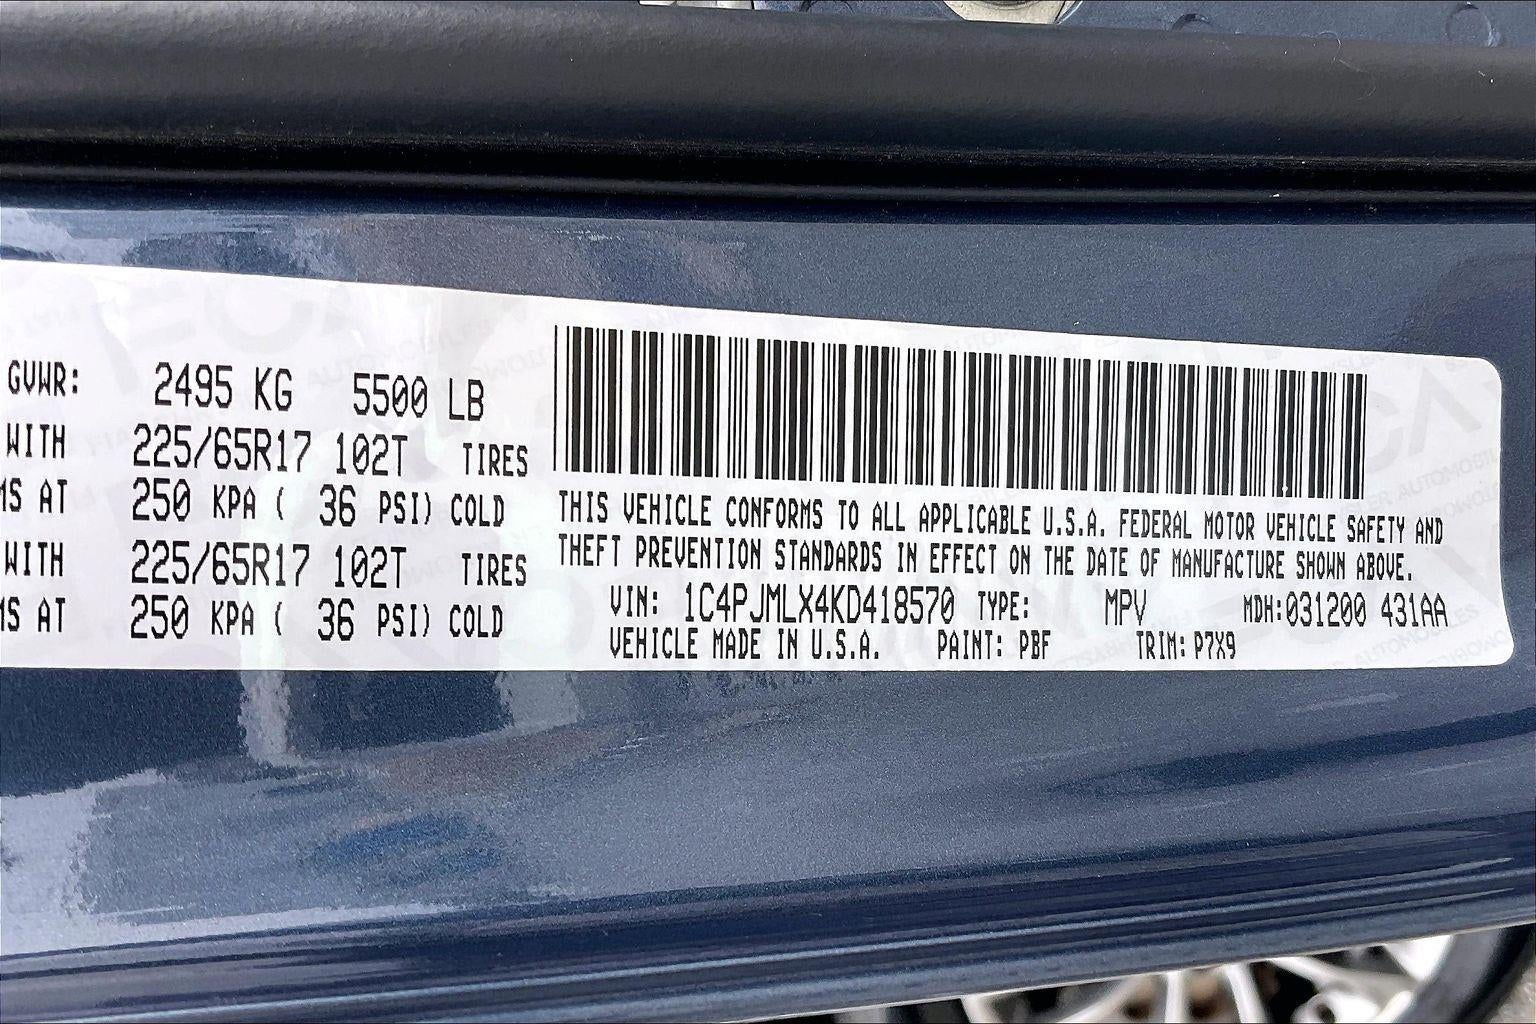 GVWR: 2495 KG 5500 LB
WITH 225/65R17 102T TIRES
AT 250 KPA ( 36 PSI) COLD
WITH 225/65R17 102T TIRES
AT 250 KPA ( 36 PSI) COLD
THIS VEHICLE CONFORMS TO ALL APPLICABLE U.S.A. FEDERAL MOTOR VEHICLE SAFETY AND
THEFT PREVENTION STANDARDS IN EFFECT ON THE DATE OF MANUFACTURE SHOWN ABOVE.
VIN: 1C4PJMLX4KD418570 TYPE: MPV MDH:031200 431AA
VEHICLE MADE IN U.S.A. PAINT: PBF TRIM: P7X9